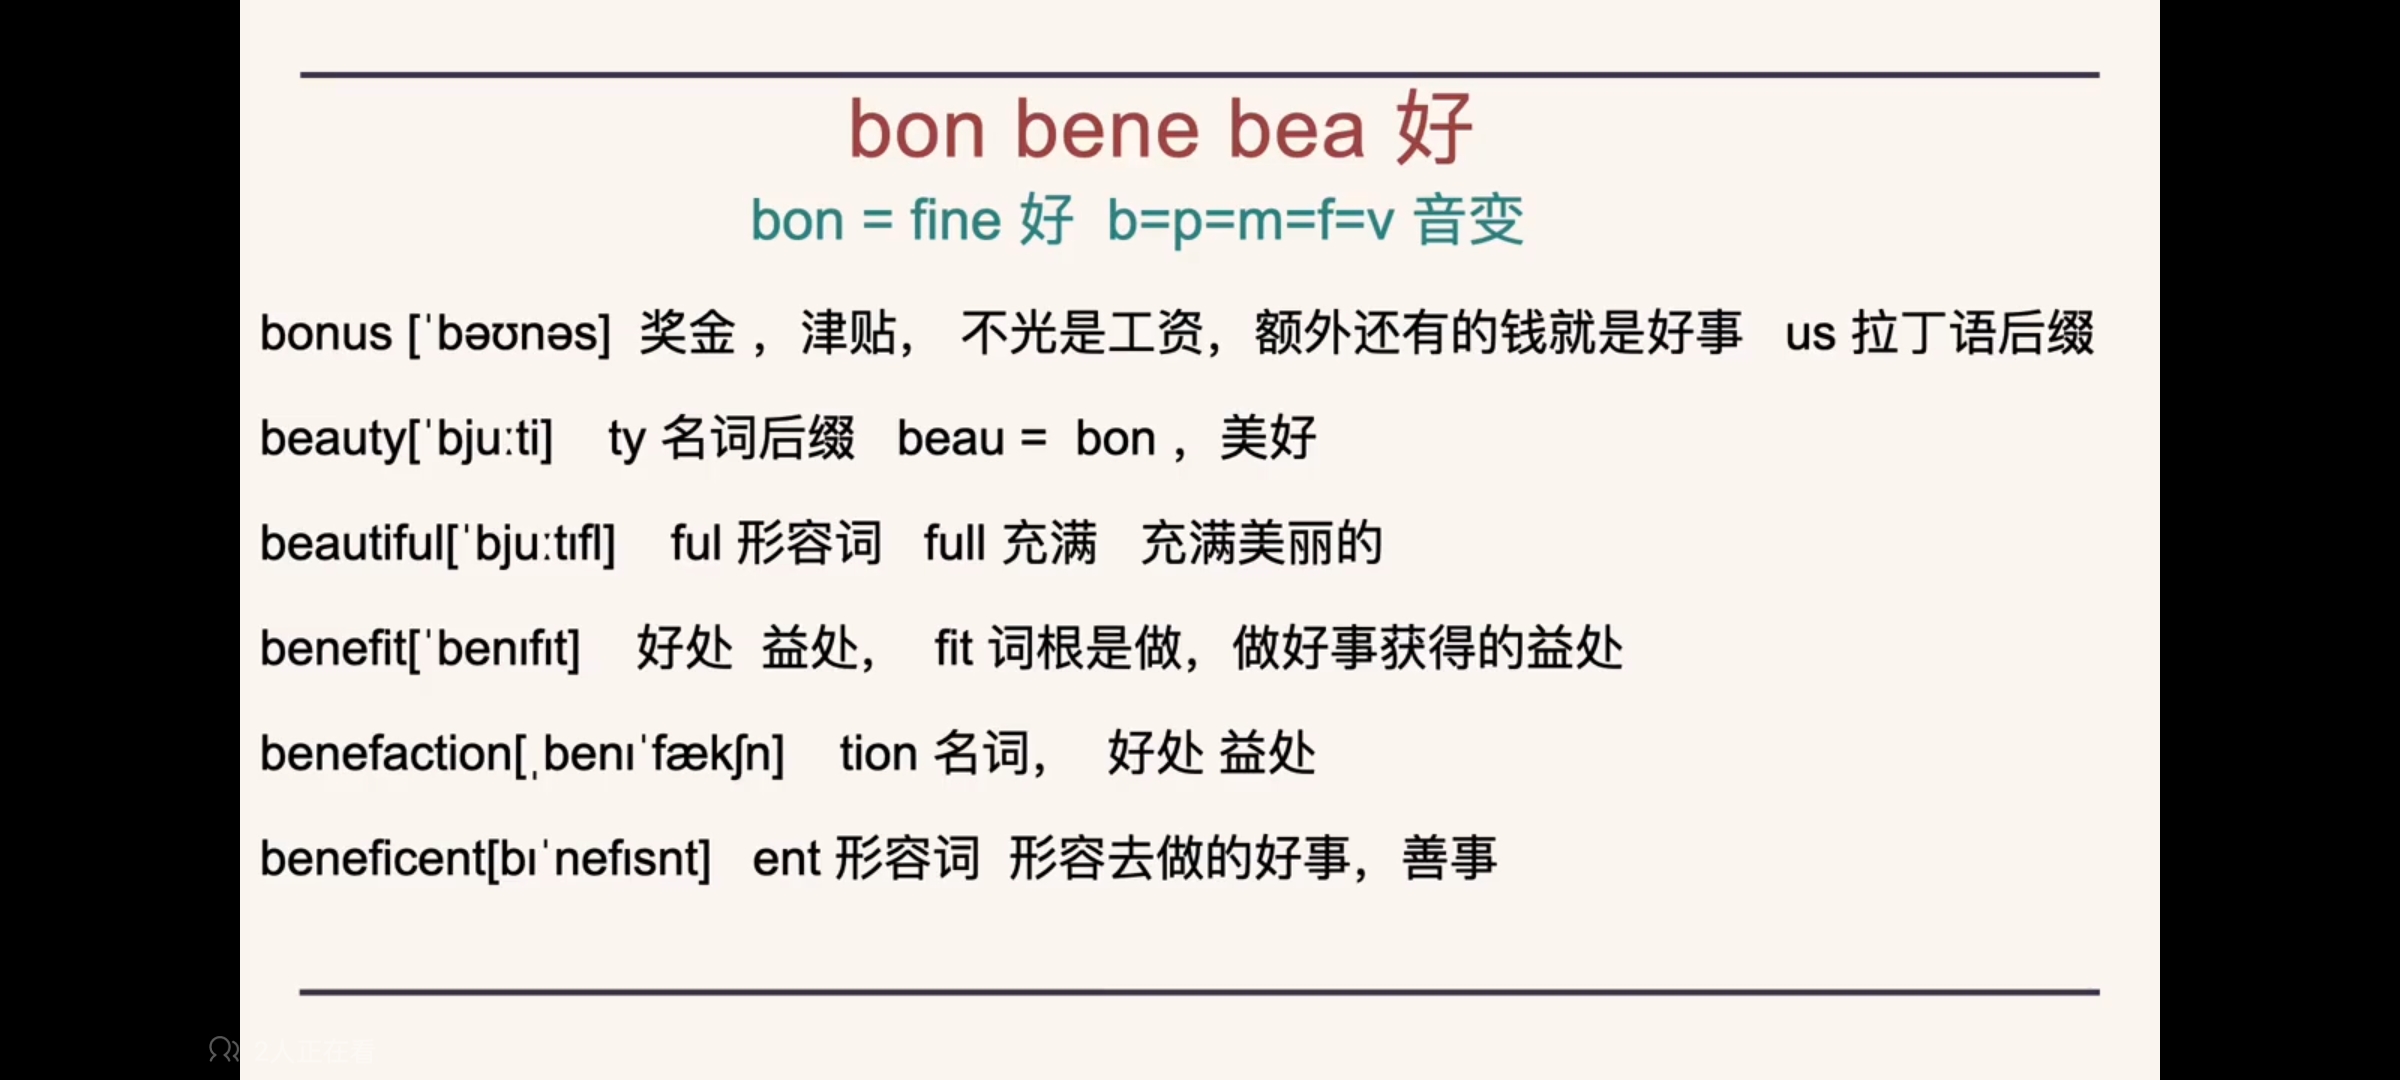 bon bene bea 好
bon = fine 好 b=p=m=f=v 音变
bonus [ˈbəʊnəs] 奖金 ，津贴， 不光是工资，额外还有的钱就是好事 us 拉丁语后缀
beauty[ˈbjuːti] ty 名词后缀 beau = bon ，美好
beautiful[ˈbjuːtɪfl] ful 形容词 full 充满 充满美丽的
benefit[ˈbenɪfɪt] 好处 益处， fit 词根是做，做好事获得的益处
benefaction[ˌbenɪˈfækʃn] tion 名词， 好处 益处
beneficent[bɪˈnefɪsnt] ent 形容词 形容去做的好事，善事
2人正在看